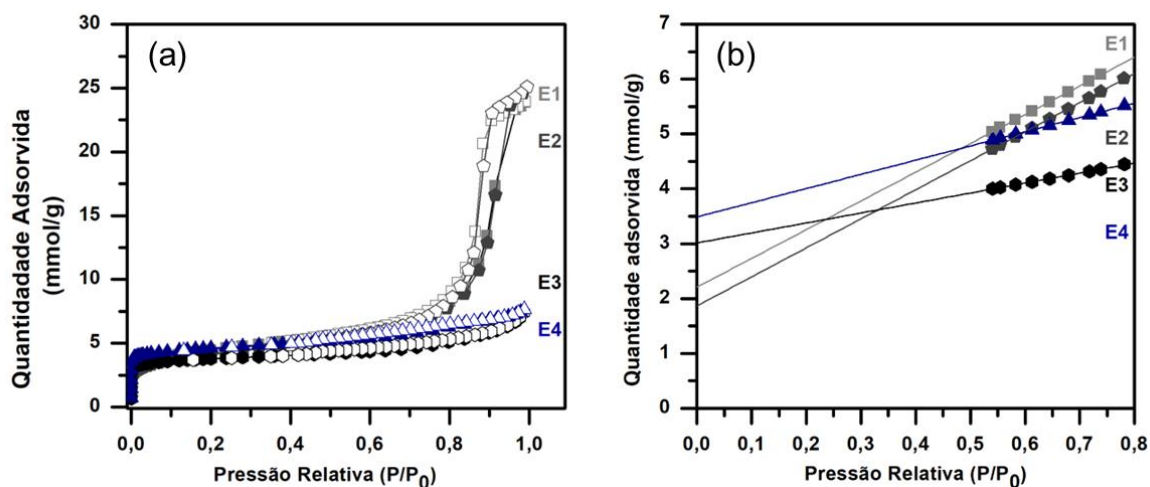 (a)
Quantidadade Adsorvida
(mmol/g)
30
25
20
15
10
5
0
E1
E2
E3
E4
0,0 0,2 0,4 0,6 0,8 1,0
Pressão Relativa (P/P0)
(b)
Quantidade adsorvida (mmol/g)
7
6
5
4
3
2
1
0
E1
E2
E3
E4
0,0 0,1 0,2 0,3 0,4 0,5 0,6 0,7 0,8
Pressão Relativa (P/P0)